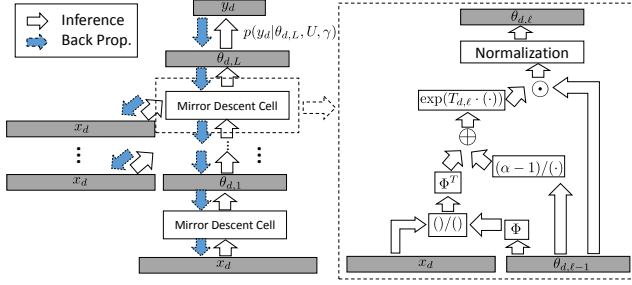 Inference
Back Prop.
y_d
p(y_d|θ_{d,L}, U, γ)
θ_{d,L}
Mirror Descent Cell
x_d
⋮
⋮
x_d
θ_{d,1}
Mirror Descent Cell
x_d
θ_{d,ℓ}
Normalization
exp(T_{d,ℓ} · (·))
⊙
⊕
(α − 1)/(·)
Φ^T
()/()
Φ
x_d
θ_{d,ℓ−1}